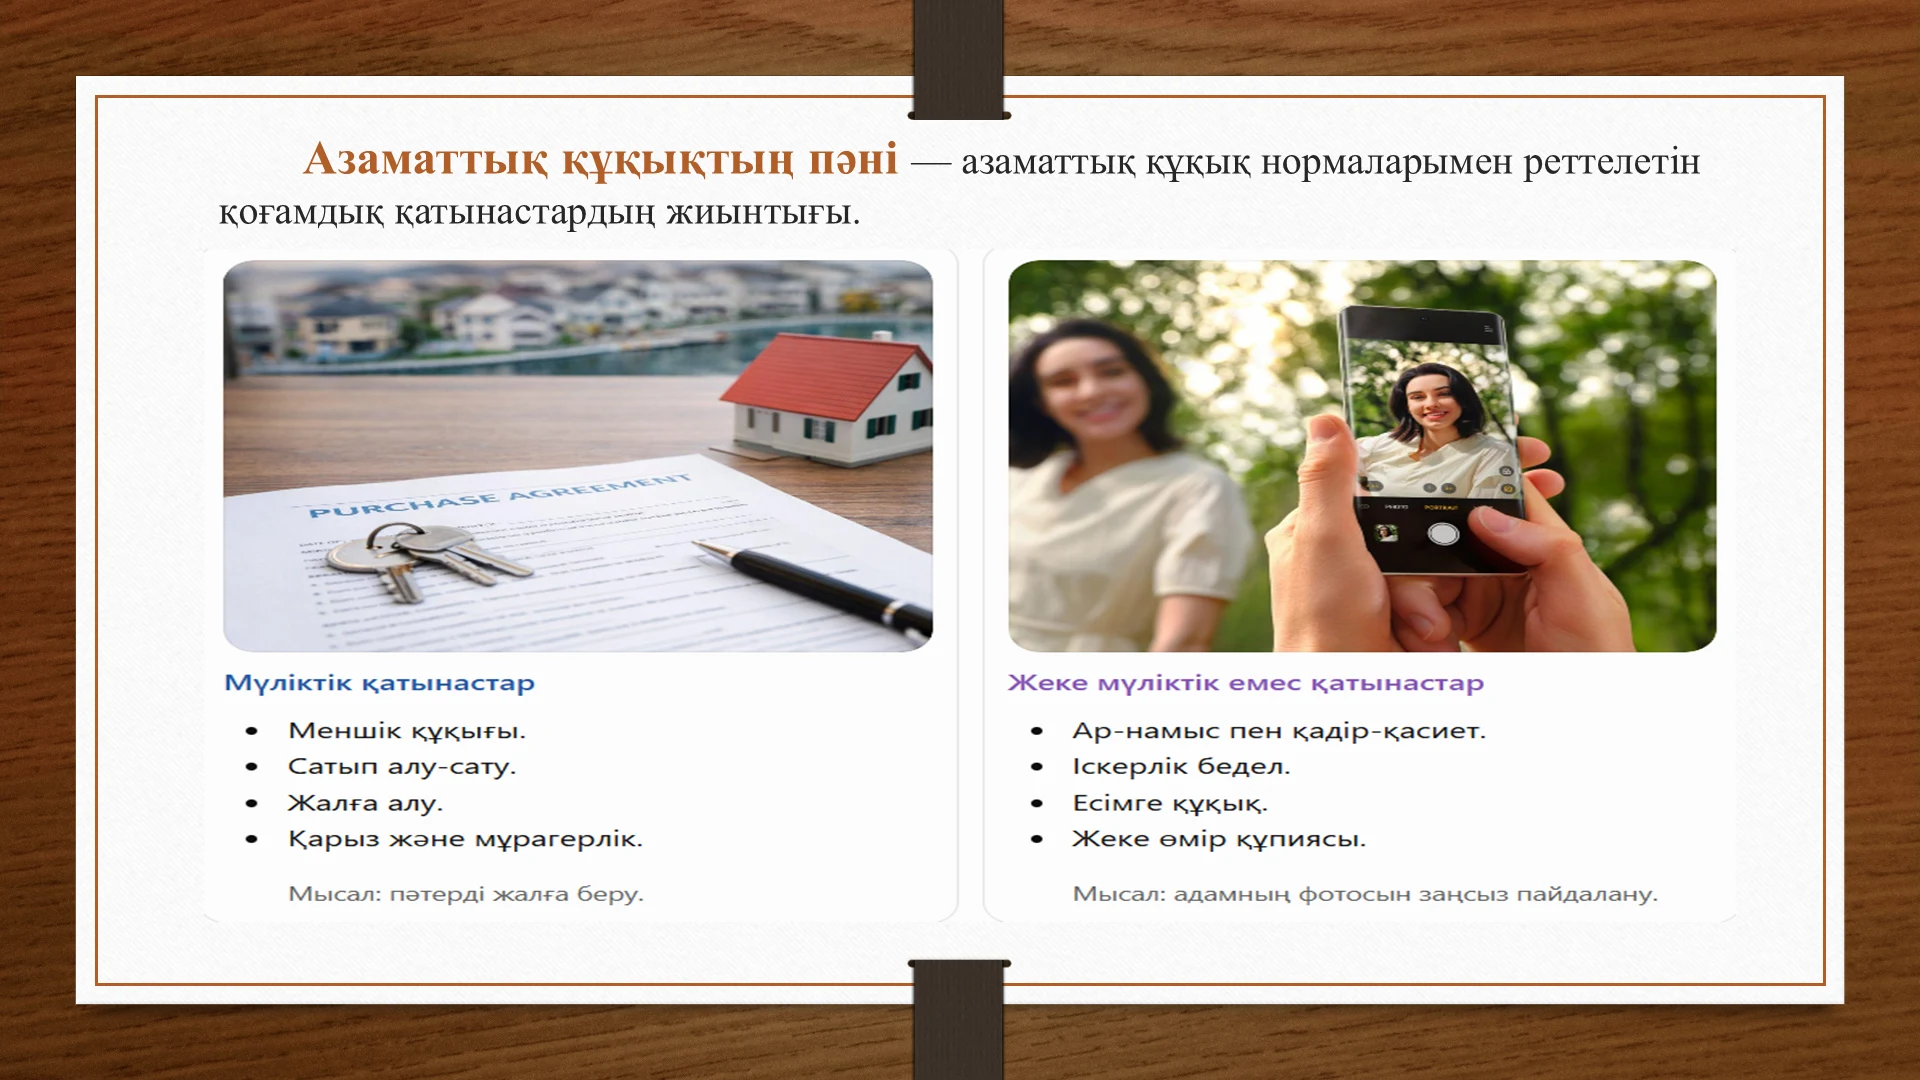 Азаматтық құқықтың пәні — азаматтық құқық нормаларымен реттелетін
қоғамдық қатынастардың жиынтығы.
PURCHASE AGREEMENT
PORTRAIT
Мүліктік қатынастар
• Меншік құқығы.
• Сатып алу-сату.
• Жалға алу.
• Қарыз және мұрагерлік.
Мысал: пәтерді жалға беру.
Жеке мүліктік емес қатынастар
• Ар-намыс пен қадір-қасиет.
• Іскерлік бедел.
• Есімге құқық.
• Жеке өмір құпиясы.
Мысал: адамның фотосын заңсыз пайдалану.